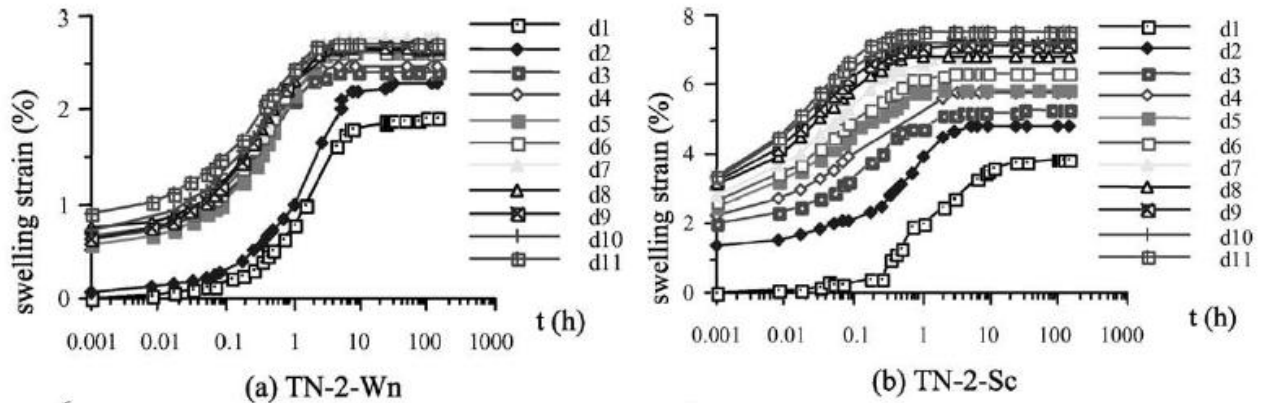 3
2
1
0
swelling strain (%)
0.001 0.01 0.1 1 10 100 1000
t (h)
d1
d2
d3
d4
d5
d6
d7
d8
d9
d10
d11
(a) TN-2-Wn
8
6
4
2
0
swelling strain (%)
0.001 0.01 0.1 1 10 100 1000
t (h)
d1
d2
d3
d4
d5
d6
d7
d8
d9
d10
d11
(b) TN-2-Sc